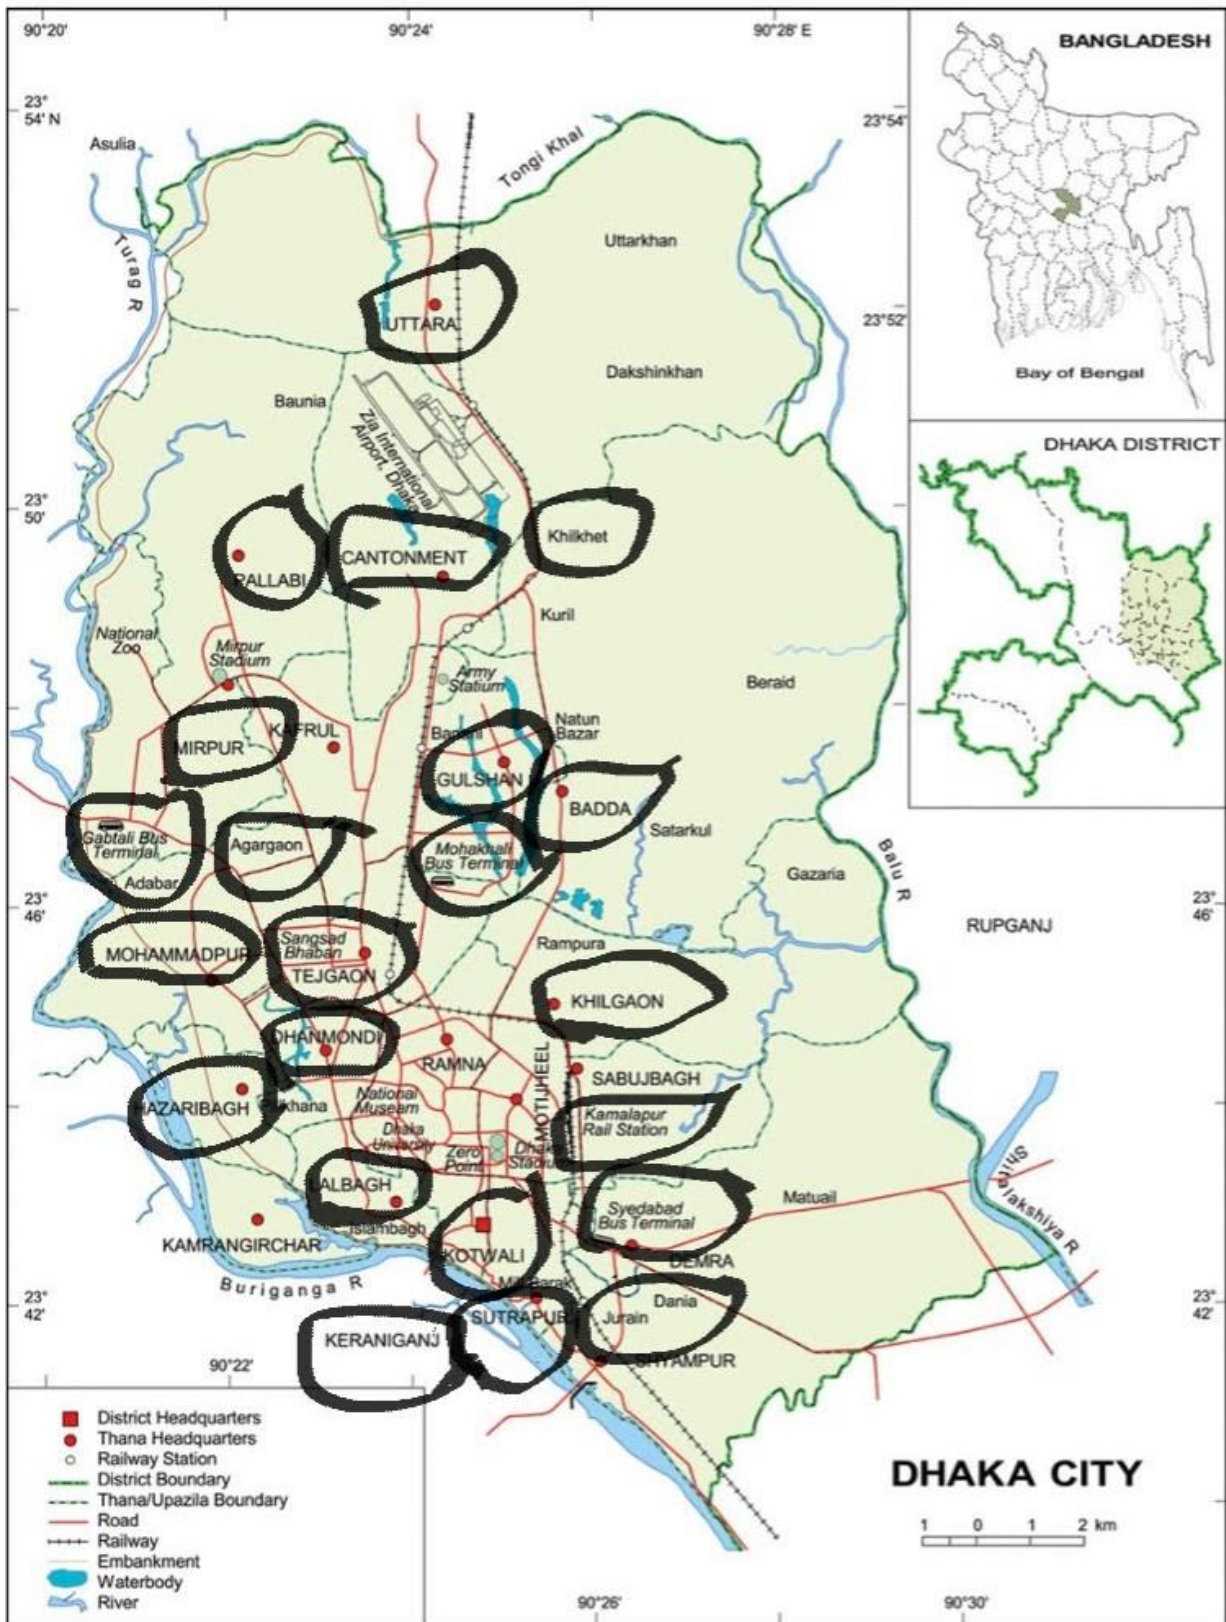 90°20'
90°24'
90°28' E
BANGLADESH
23°
54' N
23°54'
Asulia
Tongi Khal
Turag R
Uttarkhan
UTTARA
23°52'
Dakshinkhan
Bay of Bengal
Baunia
Zia International
Airport, Dhaka
DHAKA DISTRICT
23°
50'
Khilkhet
CANTONMENT
PALLABI
Kuril
National
Zoo
Mirpur
Stadium
Army
Statium
Beraid
KAFRUL
MIRPUR
Banani
Natun
Bazar
GULSHAN
BADDA
Satarkul
Gabtali Bus
Terminal
Agargaon
Mohakhali
Bus Terminal
Adabar
Gazaria
Balu R
23°
46'
23°
46'
RUPGANJ
Sangsad
Bhaban
Rampura
MOHAMMADPUR
TEJGAON
KHILGAON
DHANMONDI
RAMNA
MOTIJHEEL
SABUJBAGH
HAZARIBAGH
National
Museam
Kamalapur
Rail Station
Dhaka
University
Zero
Point
Dhaka
Stadium
LALBAGH
Syedabad
Bus Terminal
Matuail
Islambagh
KAMRANGIRCHAR
KOTWALI
DEMRA
Buriganga R
23°
42'
23°
42'
Dania
SUTRAPUR
Jurain
KERANIGANJ
SHYAMPUR
90°22'
District Headquarters
Thana Headquarters
Railway Station
District Boundary
Thana/Upazila Boundary
Road
Railway
Embankment
Waterbody
River
DHAKA CITY
1 0 1 2 km
90°26'
90°30'